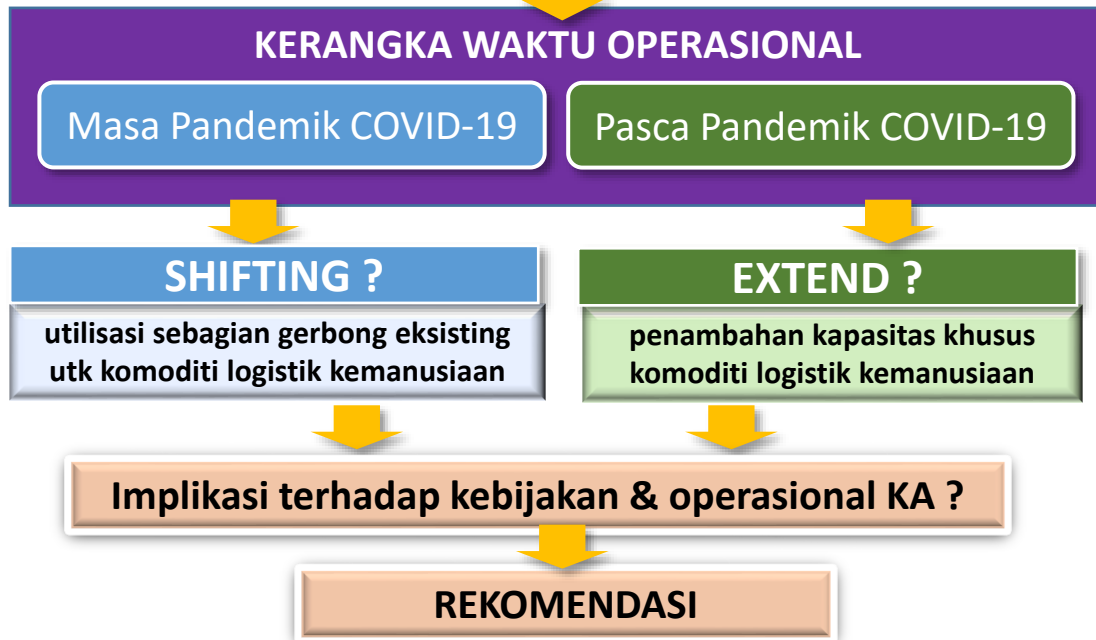 KERANGKA WAKTU OPERASIONAL
Masa Pandemik COVID-19
Pasca Pandemik COVID-19
SHIFTING ?
utilisasi sebagian gerbong eksisting
utk komoditi logistik kemanusiaan
EXTEND ?
penambahan kapasitas khusus
komoditi logistik kemanusiaan
Implikasi terhadap kebijakan & operasional KA ?
REKOMENDASI